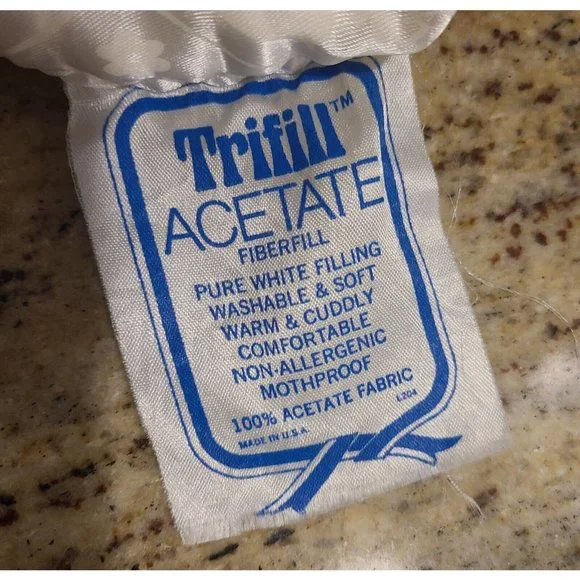 Trifill™
ACETATE
FIBERFILL
PURE WHITE FILLING
WASHABLE & SOFT
WARM & CUDDLY
COMFORTABLE
NON-ALLERGENIC
MOTHPROOF
100% ACETATE FABRIC
MADE IN U.S.A. L204